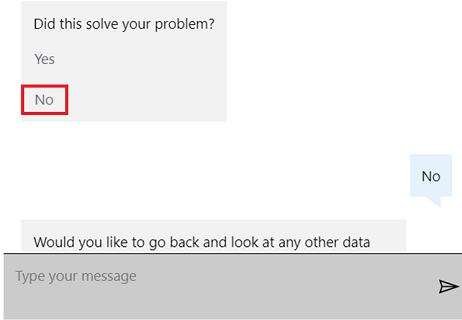 Did this solve your problem?
Yes
No
No
Would you like to go back and look at any other data
Type your message